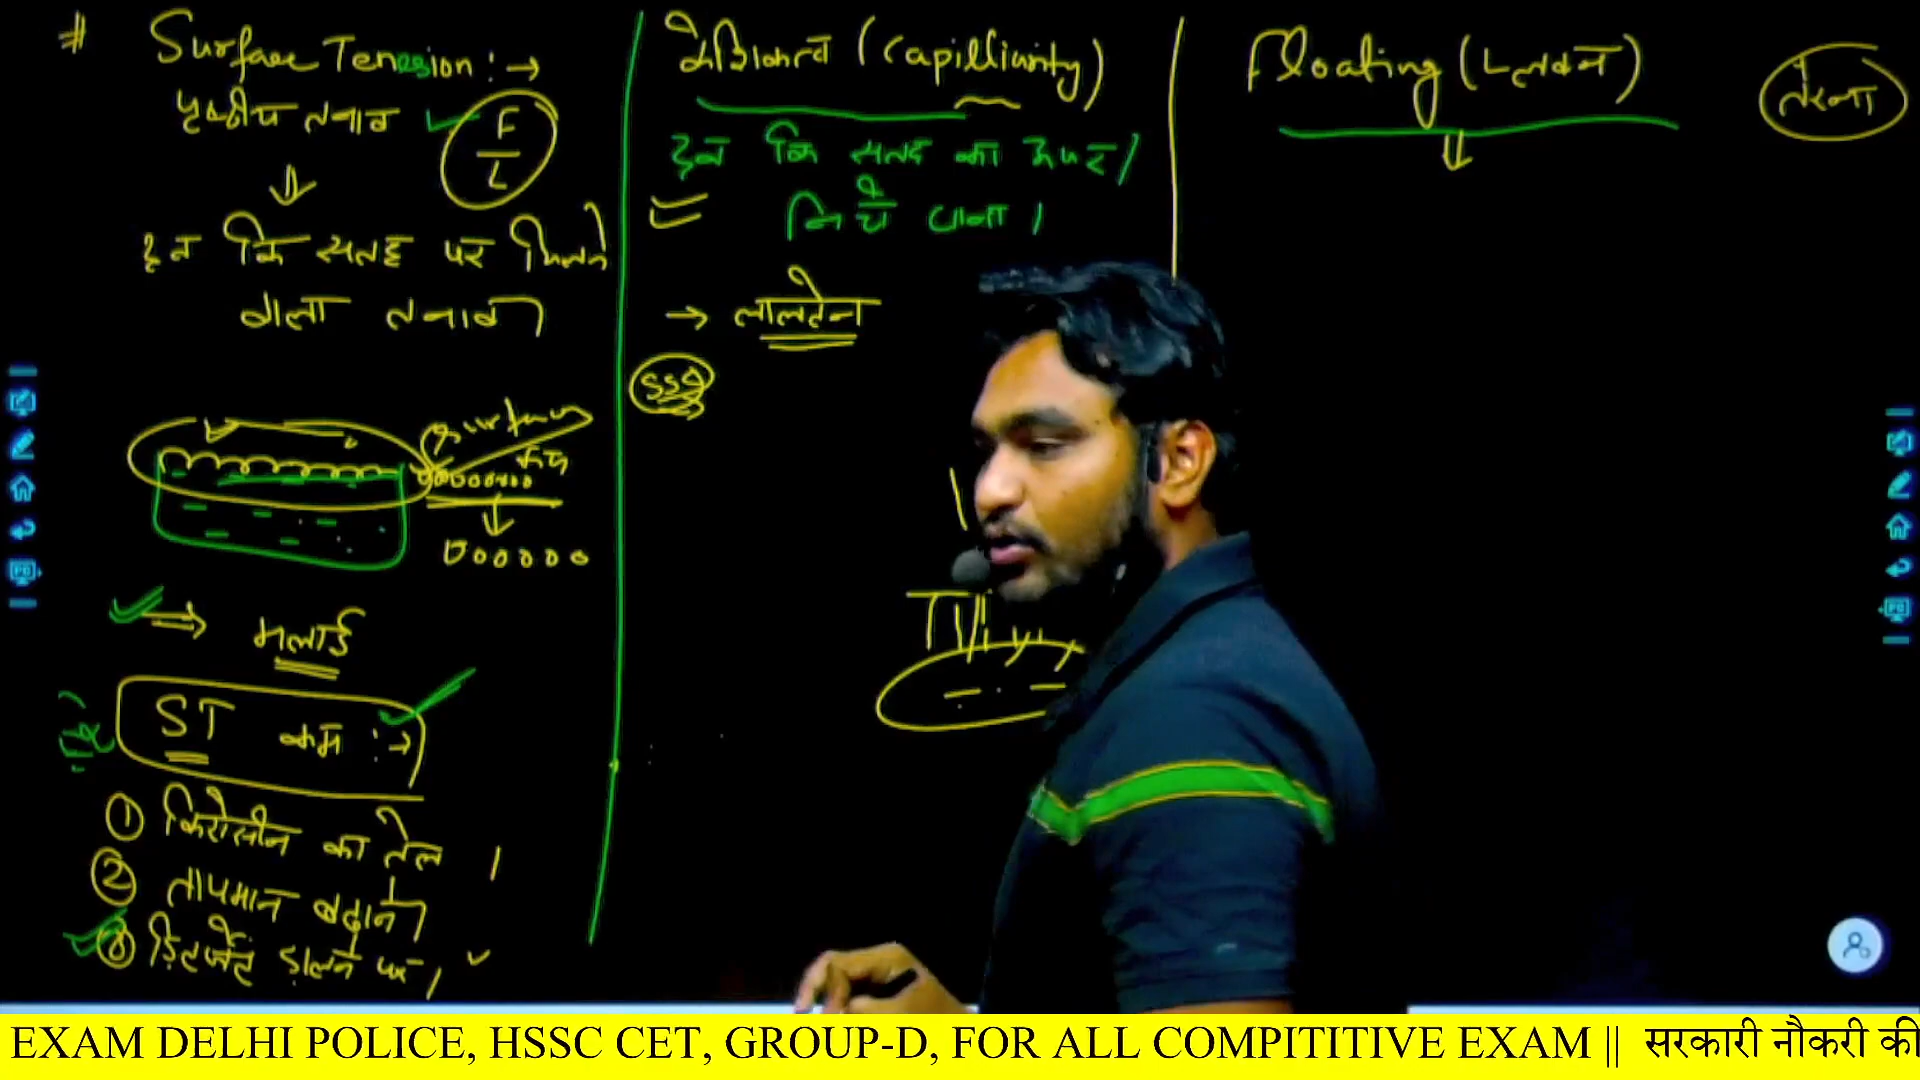 # Surface Tension :→
पृष्ठीय तनाव ✓ F/L
द्रव कि सतह पर मिलने
वाला तनाव।
Surface
→ मलाई
ST कम :→
① किरोसीन का तेल ।
② तापमान बढ़ाने।
③ डिटर्जेंट डालने पर।
केशिकत्व (Capilliarity)
द्रव कि सतह का ऊपर/
निचे जाना।
→ लालटेन
SSC
Floating (प्लवन)
तैरना
EXAM DELHI POLICE, HSSC CET, GROUP-D, FOR ALL COMPITITIVE EXAM || सरकारी नौकरी की